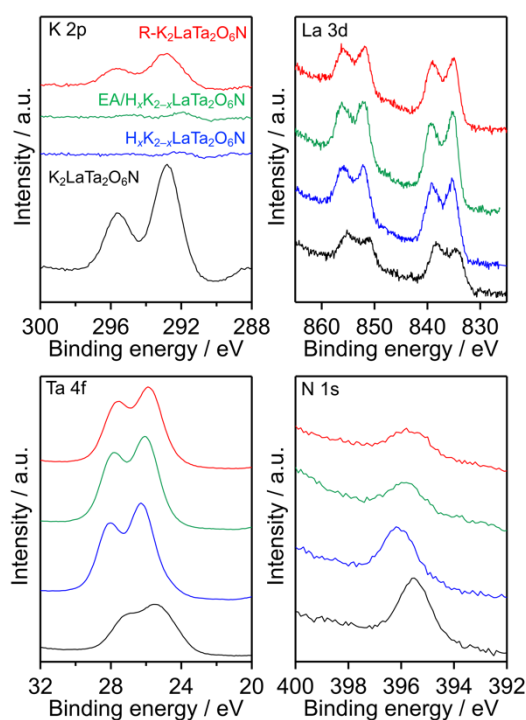 K 2p
R-K₂LaTa₂O₆N
EA/HₓK₂₋ₓLaTa₂O₆N
HₓK₂₋ₓLaTa₂O₆N
K₂LaTa₂O₆N
Intensity / a.u.
300 296 292 288
Binding energy / eV
La 3d
Intensity / a.u.
860 850 840 830
Binding energy / eV
Ta 4f
Intensity / a.u.
32 28 24 20
Binding energy / eV
N 1s
Intensity / a.u.
400 398 396 394 392
Binding energy / eV